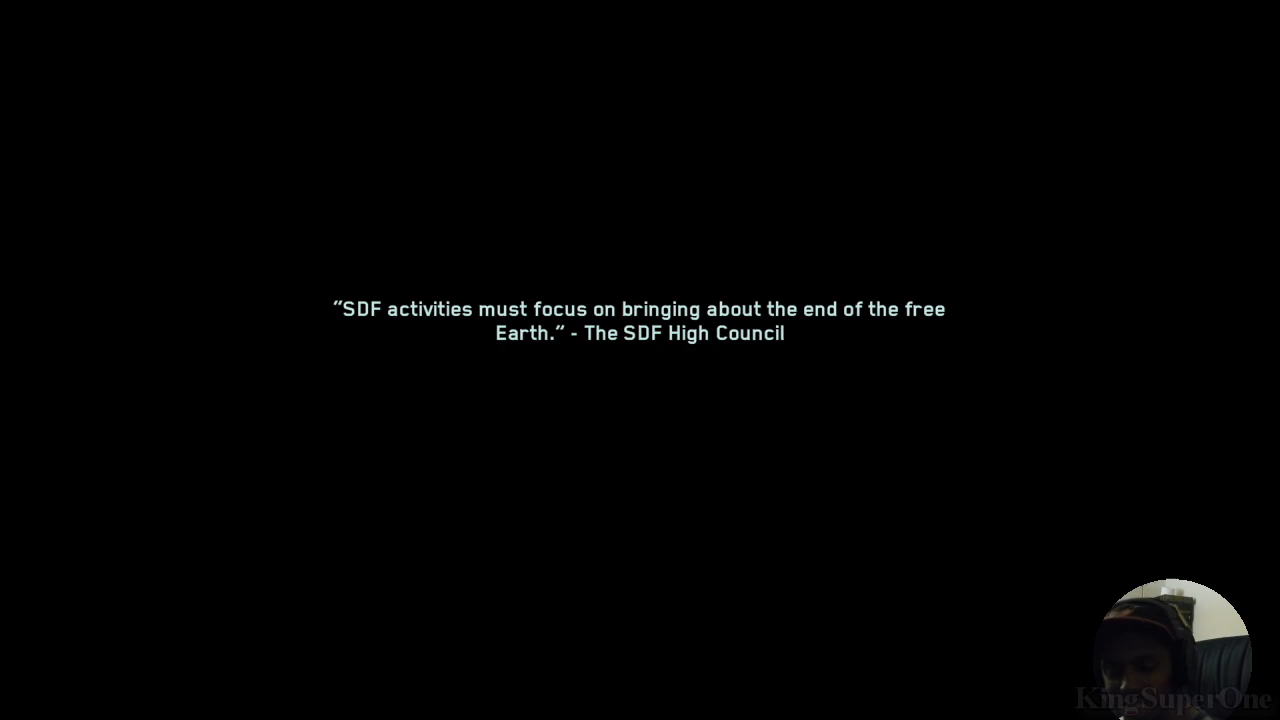 "SDF activities must focus on bringing about the end of the free
Earth." - The SDF High Council
KingSuperOne